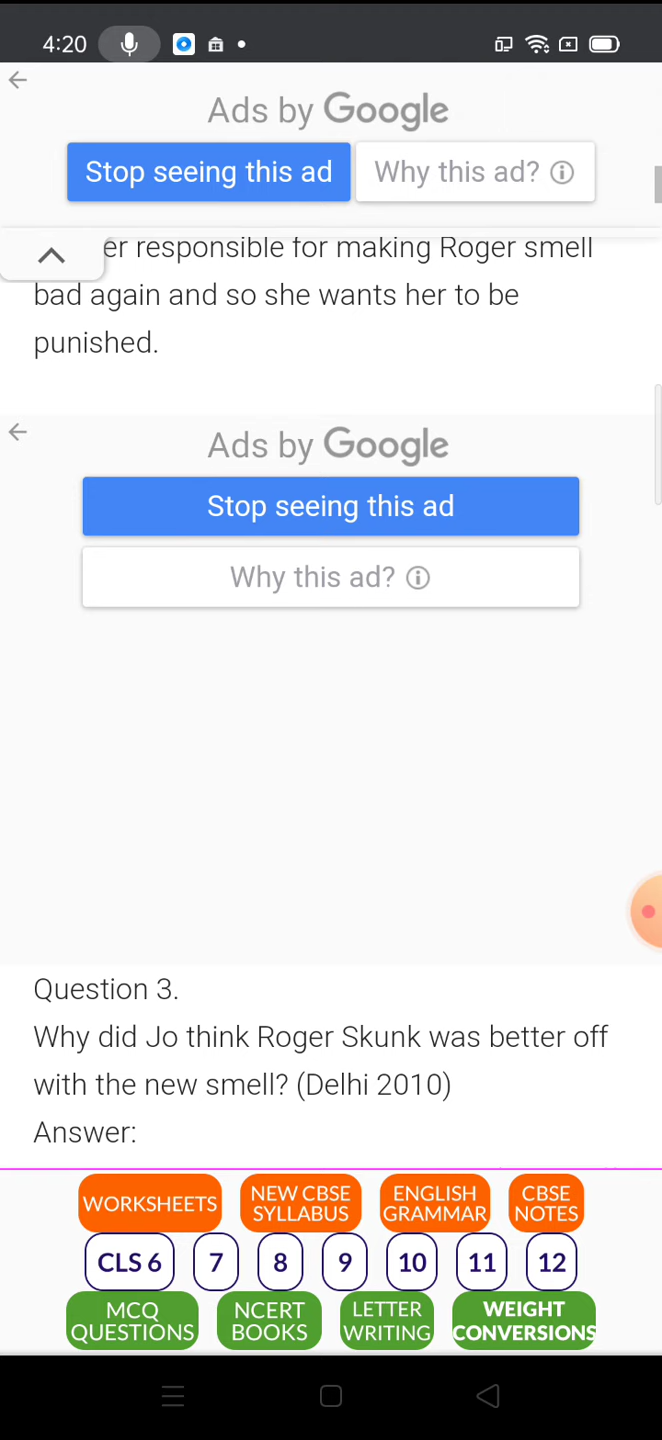 4:20
Ads by Google
Stop seeing this ad
Why this ad?
er responsible for making Roger smell
bad again and so she wants her to be
punished.
Ads by Google
Stop seeing this ad
Why this ad?
Question 3.
Why did Jo think Roger Skunk was better off
with the new smell? (Delhi 2010)
Answer:
WORKSHEETS
NEW CBSE
SYLLABUS
ENGLISH
GRAMMAR
CBSE
NOTES
CLS 6
7
8
9
10
11
12
MCQ
QUESTIONS
NCERT
BOOKS
LETTER
WRITING
WEIGHT
CONVERSIONS